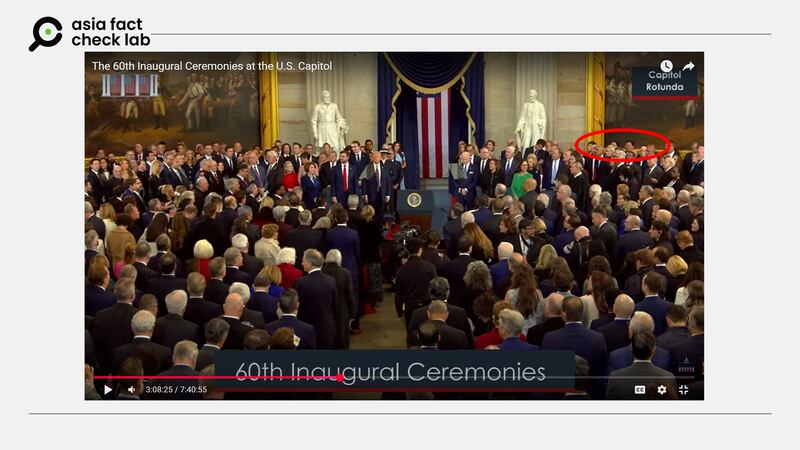 asia fact
check lab
The 60th Inaugural Ceremonies at the U.S. Capitol
Capitol
Rotunda
60th Inaugural Ceremonies
3:08:25 / 7:40:55